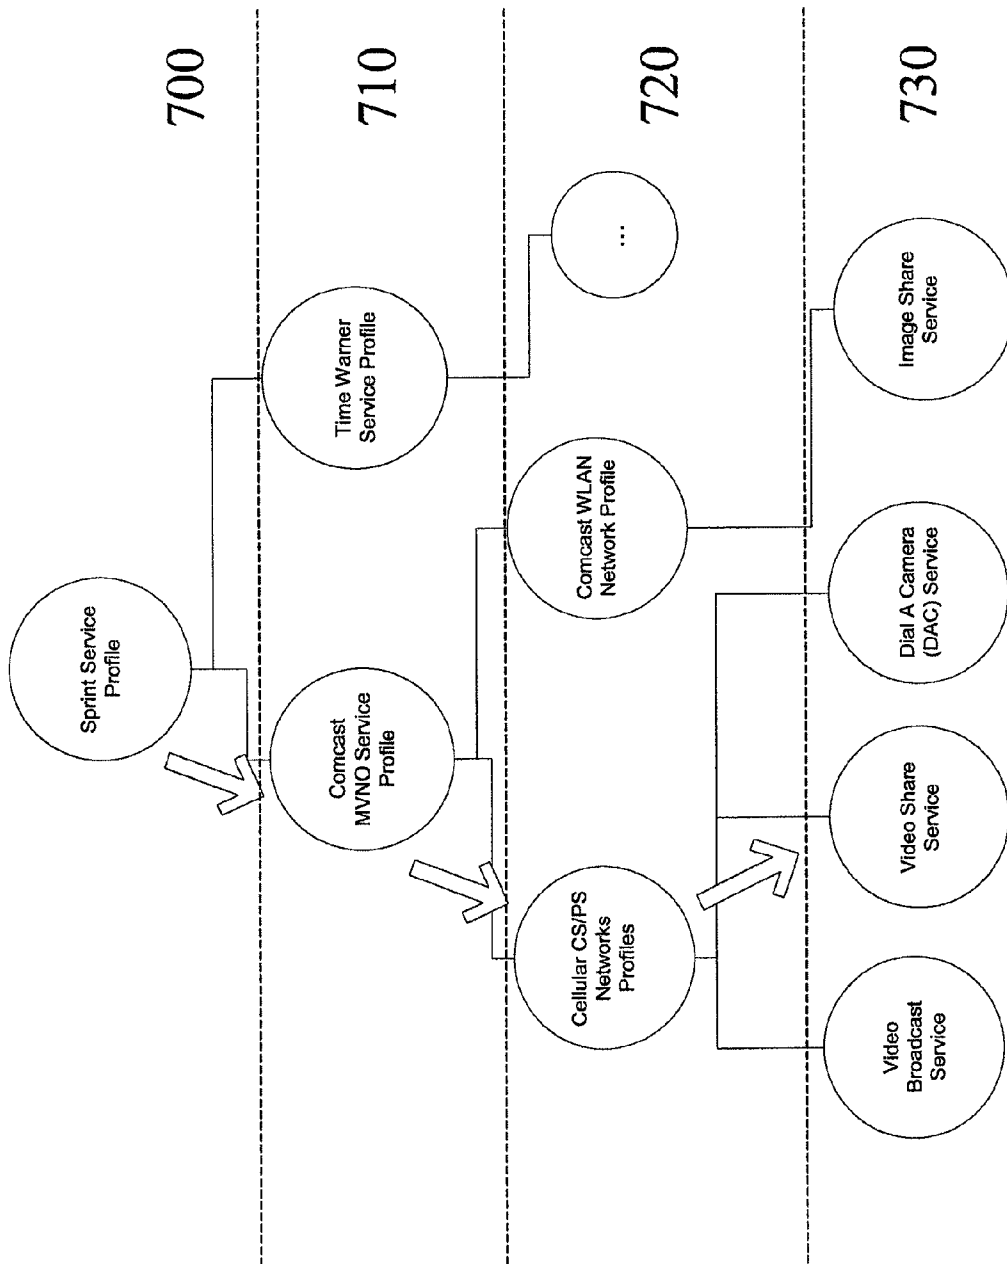 Sprint Service
Profile
700
Comcast
MVNO Service
Profile
Time Warner
Service Profile
710
Cellular CS/PS
Networks
Profiles
Comcast WLAN
Network Profile
...
720
Video
Broadcast
Service
Video Share
Service
Dial A Camera
(DAC) Service
Image Share
Service
730